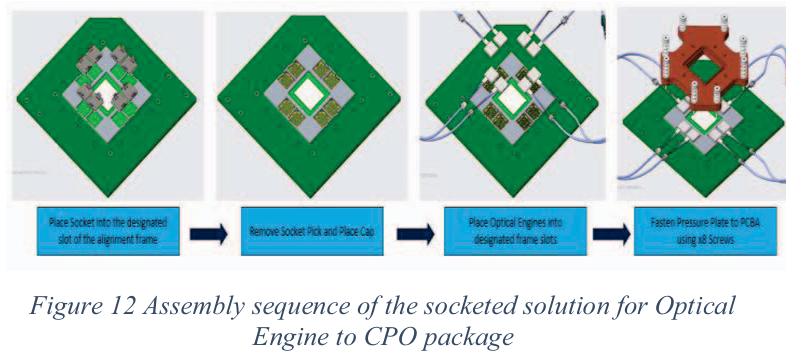 Place Socket into the designated
slot of the alignment frame
Remove Socket Pick and Place Cap
Place Optical Engines into
designated frame slots
Fasten Pressure Plate to PCBA
using x8 Screws
Figure 12 Assembly sequence of the socketed solution for Optical
Engine to CPO package